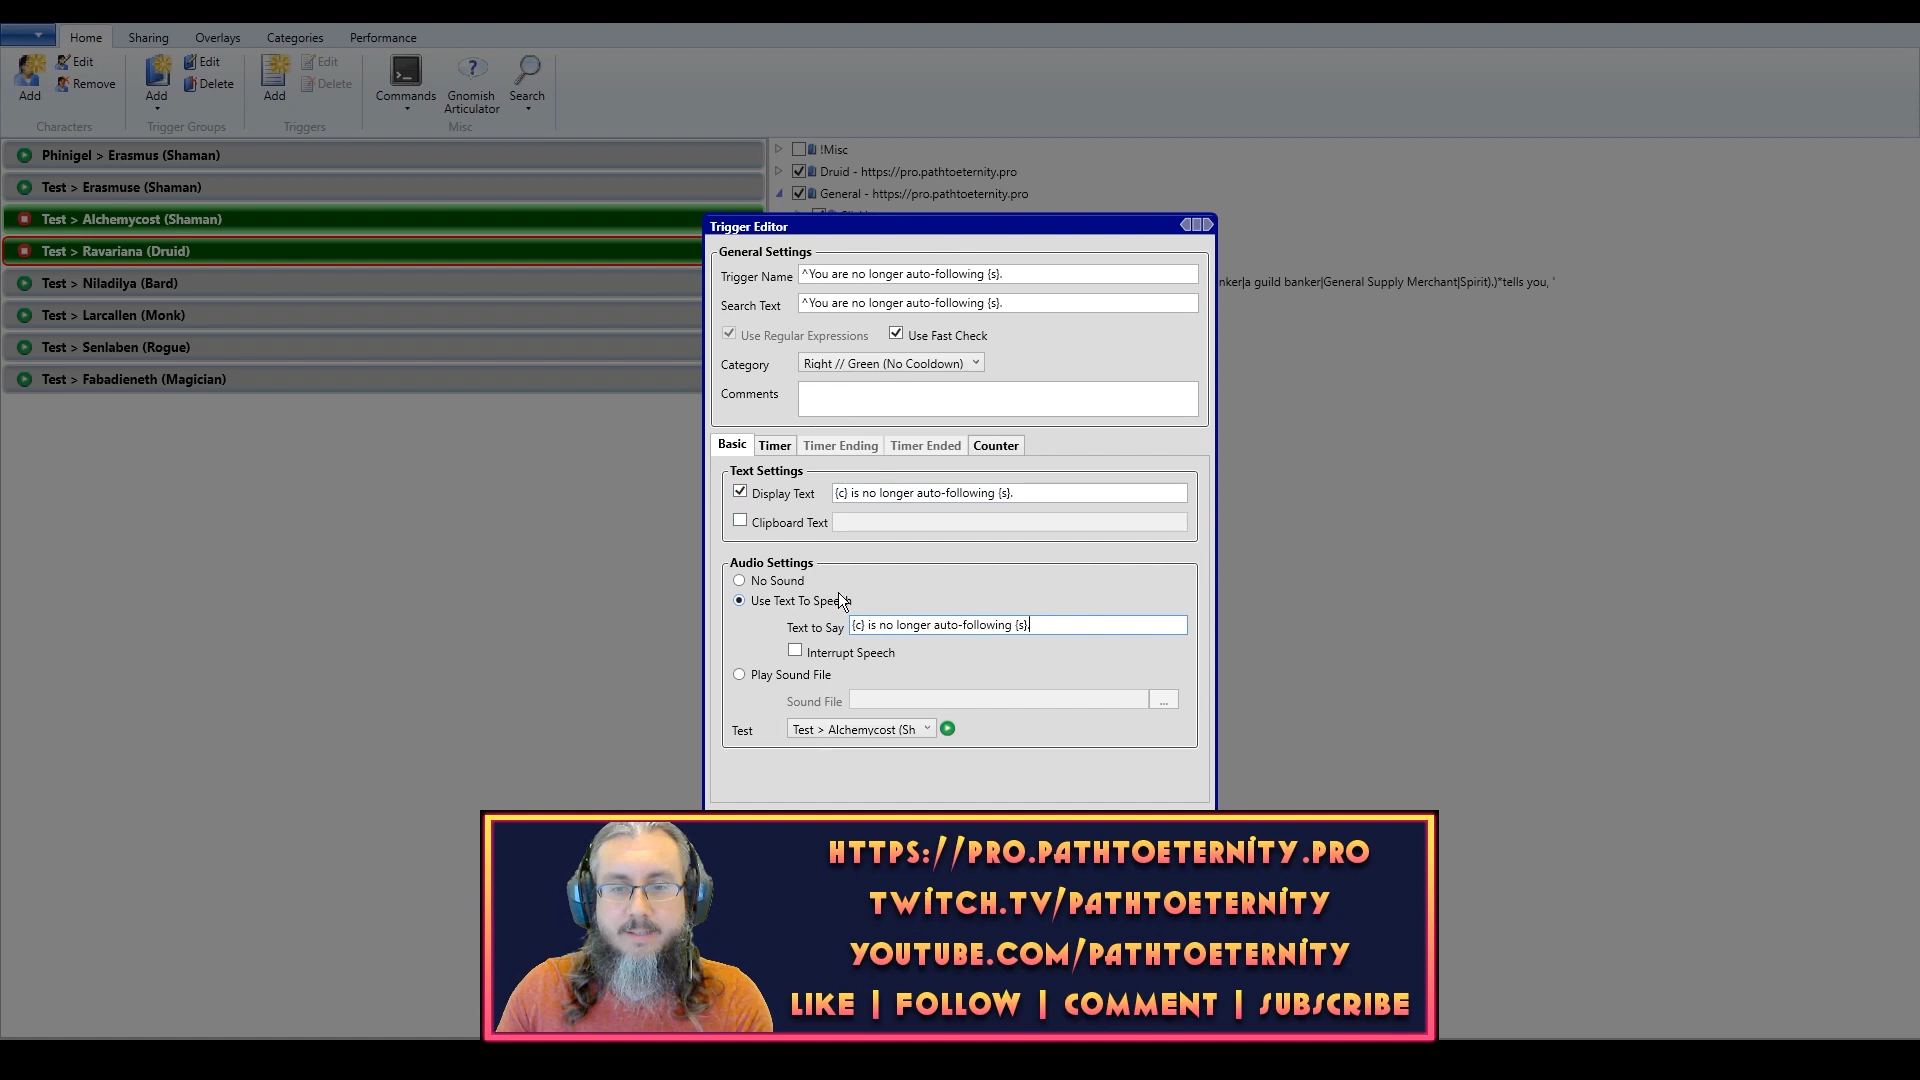 Home Sharing Overlays Categories Performance
Add Edit Remove Add Edit Delete Add Edit Delete Commands Gnomish Articulator Search
Characters Trigger Groups Triggers Misc
Phinigel > Erasmus (Shaman)
Test > Erasmuse (Shaman)
Test > Alchemycost (Shaman)
Test > Ravariana (Druid)
Test > Niladilya (Bard)
Test > Larcallen (Monk)
Test > Senlaben (Rogue)
Test > Fabadieneth (Magician)
!Misc
Druid - https://pro.pathtoeternity.pro
General - https://pro.pathtoeternity.pro
nker|a guild banker|General Supply Merchant|Spirit).)*tells you, '
Trigger Editor
General Settings
Trigger Name ^You are no longer auto-following {s}.
Search Text ^You are no longer auto-following {s}.
Use Regular Expressions Use Fast Check
Category Right // Green (No Cooldown)
Comments
Basic Timer Timer Ending Timer Ended Counter
Text Settings
Display Text {c} is no longer auto-following {s}.
Clipboard Text
Audio Settings
No Sound
Use Text To Speech
Text to Say {c} is no longer auto-following {s}.
Interrupt Speech
Play Sound File
Sound File ...
Test Test > Alchemycost (Sh
HTTPS://PRO.PATHTOETERNITY.PRO
TWITCH.TV/PATHTOETERNITY
YOUTUBE.COM/PATHTOETERNITY
LIKE | FOLLOW | COMMENT | SUBSCRIBE